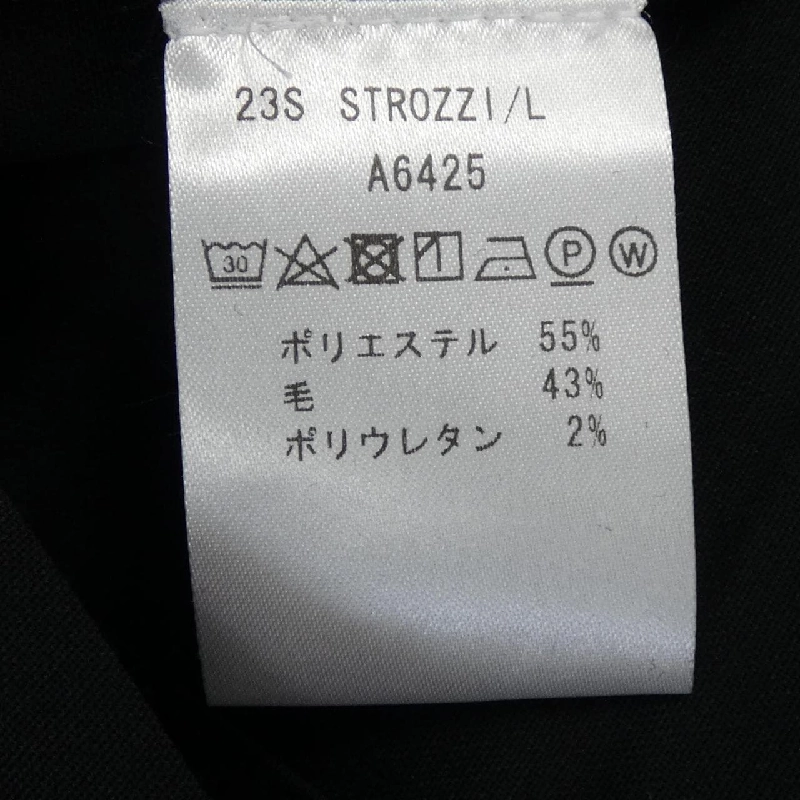 23S STROZZI/L
A6425
30 P W
ポリエステル 55%
毛 43%
ポリウレタン 2%